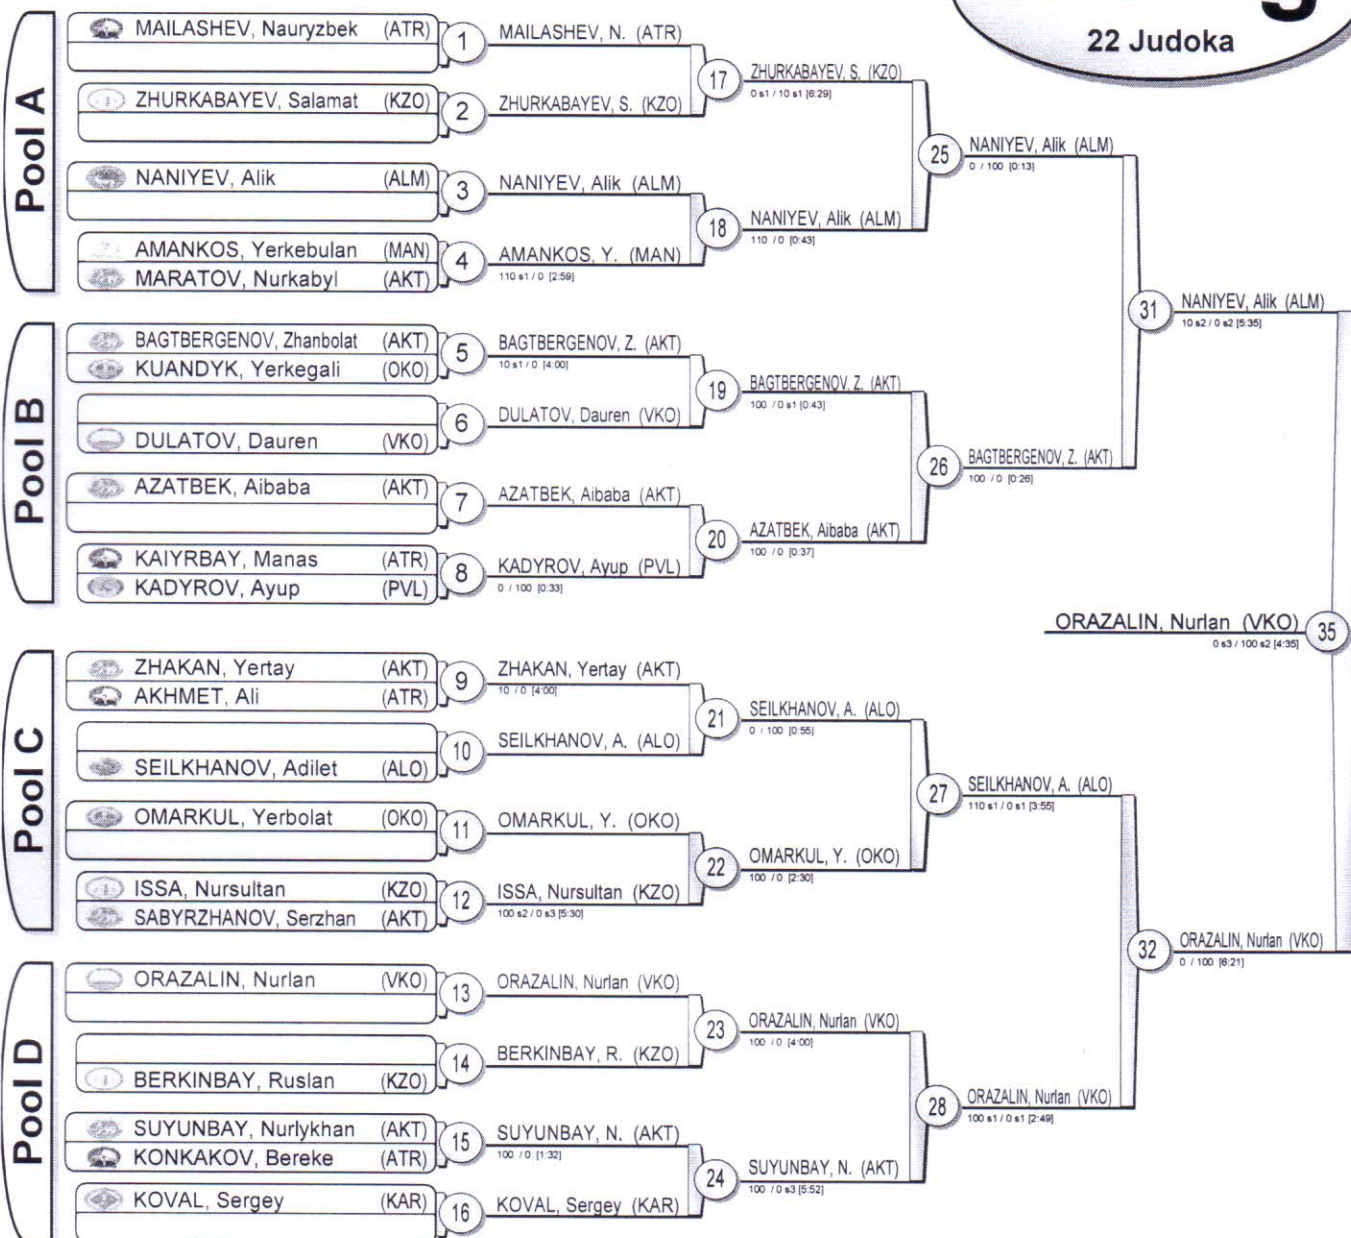 22 Judoka
Pool A
MAILASHEV, Nauryzbek (ATR)
1
MAILASHEV, N. (ATR)
ZHURKABAYEV, Salamat (KZO)
2
ZHURKABAYEV, S. (KZO)
17
ZHURKABAYEV, S. (KZO)
0 s1 / 10 s1 [6:29]
NANIYEV, Alik (ALM)
3
NANIYEV, Alik (ALM)
AMANKOS, Yerkebulan (MAN)
MARATOV, Nurkabyl (AKT)
4
AMANKOS, Y. (MAN)
110 s1 / 0 [2:59]
18
NANIYEV, Alik (ALM)
110 / 0 [0:43]
25
NANIYEV, Alik (ALM)
0 / 100 [0:13]
Pool B
BAGTBERGENOV, Zhanbolat (AKT)
KUANDYK, Yerkegali (OKO)
5
BAGTBERGENOV, Z. (AKT)
10 s1 / 0 [4:00]
DULATOV, Dauren (VKO)
6
DULATOV, Dauren (VKO)
19
BAGTBERGENOV, Z. (AKT)
100 / 0 s1 [0:43]
AZATBEK, Aibaba (AKT)
7
AZATBEK, Aibaba (AKT)
KAIYRBAY, Manas (ATR)
KADYROV, Ayup (PVL)
8
KADYROV, Ayup (PVL)
0 / 100 [0:33]
20
AZATBEK, Aibaba (AKT)
100 / 0 [0:37]
26
BAGTBERGENOV, Z. (AKT)
100 / 0 [0:26]
31
NANIYEV, Alik (ALM)
10 s2 / 0 s2 [5:35]
ORAZALIN, Nurlan (VKO)
0 s3 / 100 s2 [4:35]
35
Pool C
ZHAKAN, Yertay (AKT)
AKHMET, Ali (ATR)
9
ZHAKAN, Yertay (AKT)
10 / 0 [4:00]
SEILKHANOV, Adilet (ALO)
10
SEILKHANOV, A. (ALO)
21
SEILKHANOV, A. (ALO)
0 / 100 [0:55]
OMARKUL, Yerbolat (OKO)
11
OMARKUL, Y. (OKO)
ISSA, Nursultan (KZO)
SABYRZHANOV, Serzhan (AKT)
12
ISSA, Nursultan (KZO)
100 s2 / 0 s3 [5:30]
22
OMARKUL, Y. (OKO)
100 / 0 [2:30]
27
SEILKHANOV, A. (ALO)
110 s1 / 0 s1 [3:55]
Pool D
ORAZALIN, Nurlan (VKO)
13
ORAZALIN, Nurlan (VKO)
BERKINBAY, Ruslan (KZO)
14
BERKINBAY, R. (KZO)
23
ORAZALIN, Nurlan (VKO)
100 / 0 [4:00]
SUYUNBAY, Nurlykhan (AKT)
KONKAKOV, Bereke (ATR)
15
SUYUNBAY, N. (AKT)
100 / 0 [1:32]
KOVAL, Sergey (KAR)
16
KOVAL, Sergey (KAR)
24
SUYUNBAY, N. (AKT)
100 / 0 s3 [5:52]
28
ORAZALIN, Nurlan (VKO)
100 s1 / 0 s1 [2:49]
32
ORAZALIN, Nurlan (VKO)
0 / 100 [6:21]